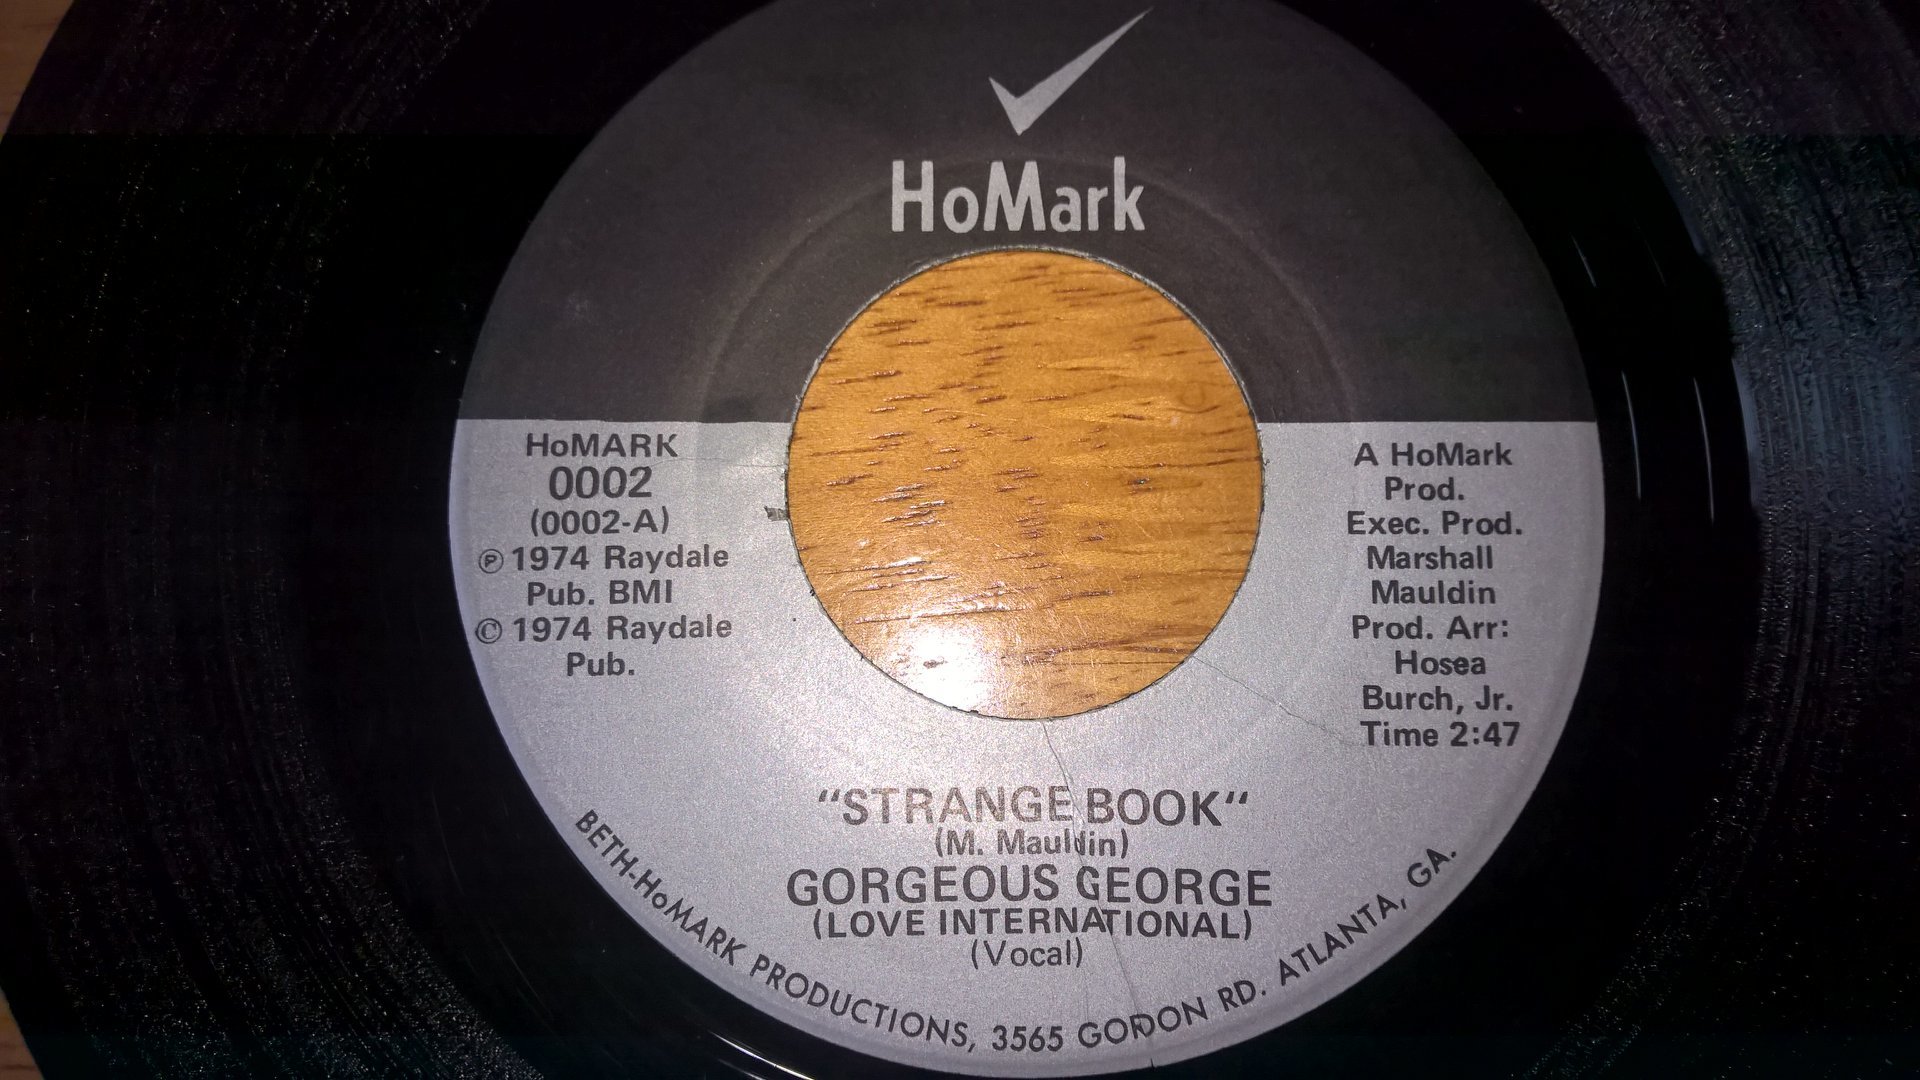 HoMark
HoMARK
0002
(0002-A)
℗ 1974 Raydale
Pub. BMI
© 1974 Raydale
Pub.
A HoMark
Prod.
Exec. Prod.
Marshall
Mauldin
Prod. Arr:
Hosea
Burch, Jr.
Time 2:47
“STRANGE BOOK“
(M. Mauldin)
GORGEOUS GEORGE
(LOVE INTERNATIONAL)
(Vocal)
BETH-HoMARK PRODUCTIONS, 3565 GORDON RD. ATLANTA, GA.